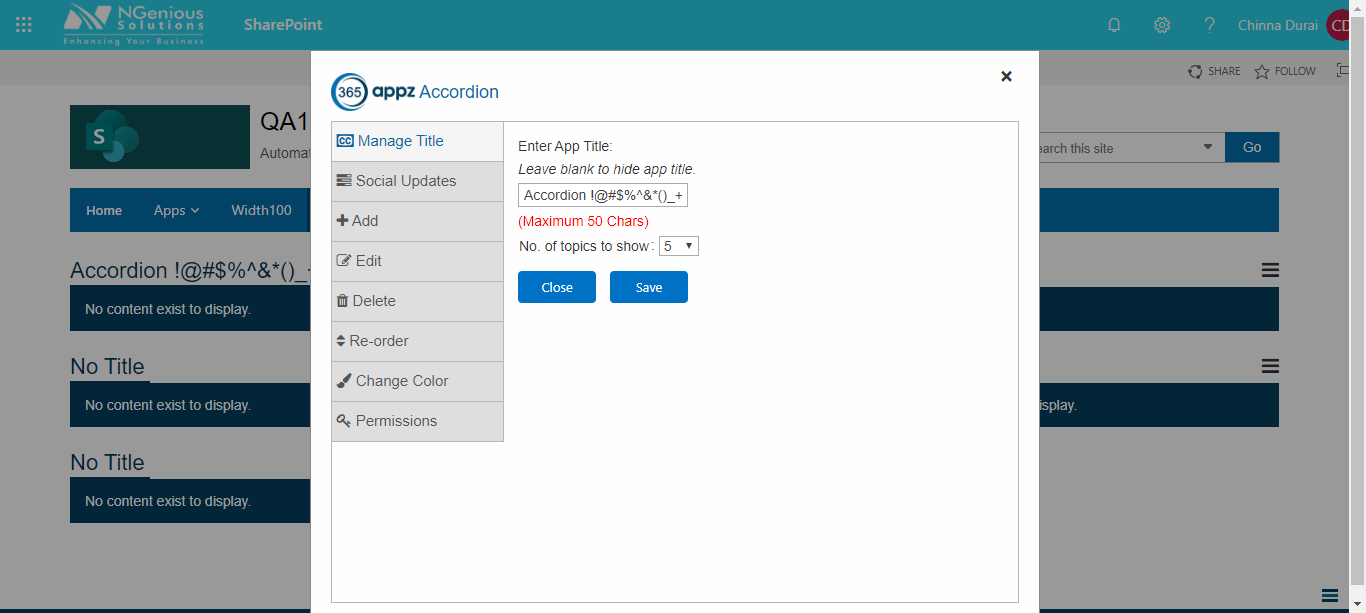 NGenious
Solutions
Enhancing Your Business
SharePoint
?
Chinna Durai
CD
SHARE
FOLLOW
S
QA1
365 appz Accordion
×
Go
Home
Apps
Width100
Accordion !@#$%^&*()_
No content exist to display.
No Title
No content exist to display.
No Title
No content exist to display.
CC Manage Title
Social Updates
Add
Edit
Delete
Re-order
Change Color
Permissions
Enter App Title:
Leave blank to hide app title.
Accordion !@#$%^&*()_+
(Maximum 50 Chars)
No. of topics to show :
5
Close
Save
this site